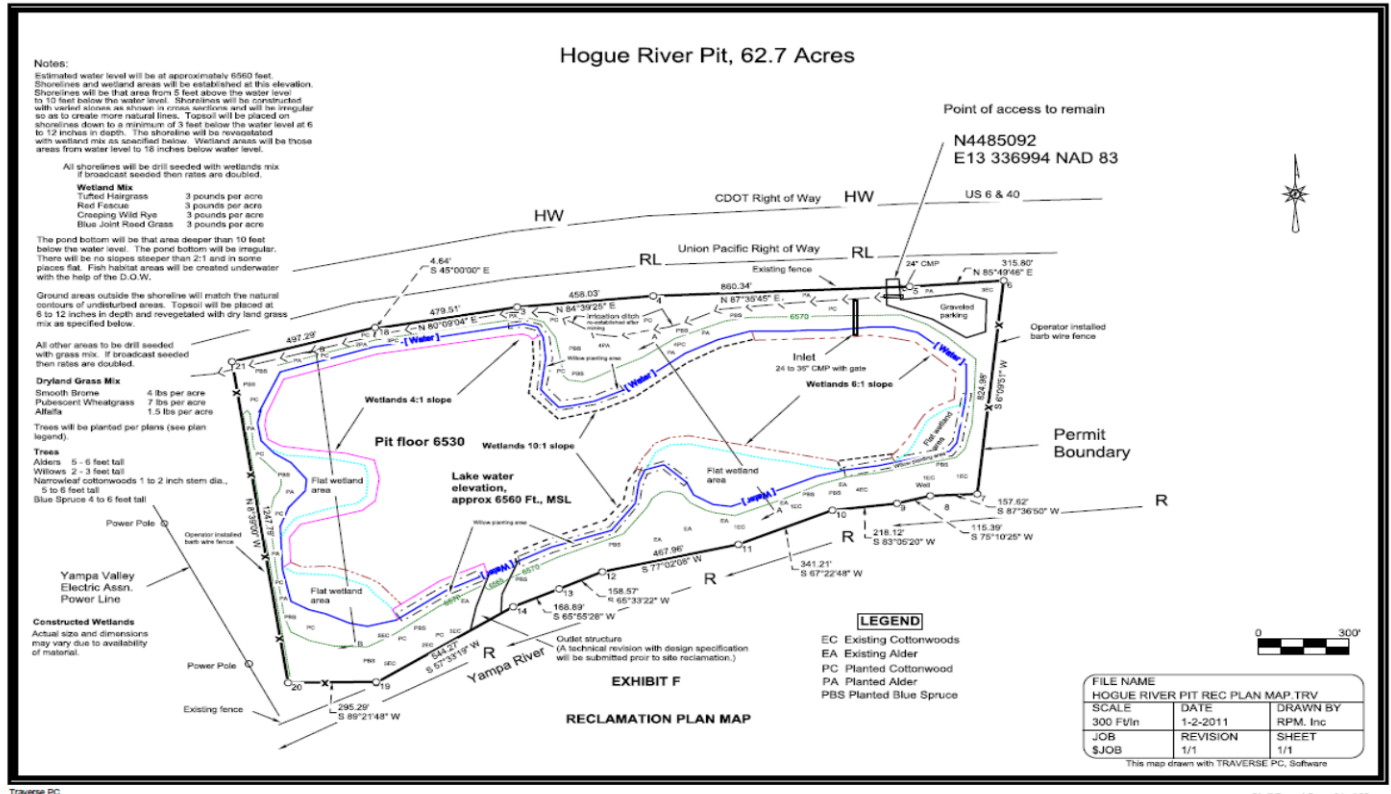 Hogue River Pit, 62.7 Acres
Notes:
Estimated water level will be at approximately 6560 feet.
Shorelines and wetland areas will be established at this elevation.
Shorelines will be that area from 5 feet above the water level
to 10 feet below the water level. Shorelines will be constructed
with varied slopes as shown in cross sections and will be irregular
so as to create more natural lines. Topsoil will be placed on
shorelines down to a minimum of 3 feet below the water level at 6
to 12 inches in depth. The shoreline will be revegetated
with wetland mix as specified below. Wetland areas will be those
areas from water level to 18 inches below water level.
All shorelines will be drill seeded with wetlands mix
if broadcast seeded then rates are doubled.
Wetland Mix
Tufted Hairgrass 3 pounds per acre
Red Fescue 3 pounds per acre
Creeping Wild Rye 3 pounds per acre
Blue Joint Reed Grass 3 pounds per acre
The pond bottom will be that area deeper than 10 feet
below the water level. The pond bottom will be irregular.
There will be no slopes steeper than 2:1 and in some
places flat. Fish habitat areas will be created underwater
with the help of the D.O.W.
Ground areas outside the shoreline will match the natural
contours of undisturbed areas. Topsoil will be placed at
6 to 12 inches in depth and revegetated with dry land grass
mix as specified below.
All other areas to be drill seeded
with grass mix. If broadcast seeded
then rates are doubled.
Dryland Grass Mix
Smooth Brome 4 lbs per acre
Pubescent Wheatgrass 7 lbs per acre
Alfalfa 1.5 lbs per acre
Trees will be planted per plans (see plan
legend).
Trees
Alders 5 - 6 feet tall
Willows 2 - 3 feet tall
Narrowleaf cottonwoods 1 to 2 inch stem dia.,
5 to 6 feet tall
Blue Spruce 4 to 6 feet tall
Power Pole
Operator installed
barb wire fence
Yampa Valley
Electric Assn.
Power Line
Constructed Wetlands
Actual size and dimensions
may vary due to availability
of material.
Power Pole
Existing fence
Point of access to remain
N4485092
E13 336994 NAD 83
CDOT Right of Way
HW
US 6 & 40
HW
Union Pacific Right of Way
RL
RL
Existing fence
24" CMP
315.80'
N 85°49'46" E
4.64'
S 45°00'00" E
497.29'
479.51'
N 80°09'04" E
458.03'
N 84°39'25" E
860.34'
N 87°35'45" E
Irrigation ditch
re-established after
mining
Graveled
parking
Operator installed
barb wire fence
6570
[ Water ]
[ Water ]
[ Water ]
[ Water ]
[ Water ]
Willow planting area
Inlet
24 to 36" CMP with gate
Wetlands 6:1 slope
Wetlands 4:1 slope
Wetlands 10:1 slope
Pit floor 6530
Lake water
elevation,
approx 6560 Ft., MSL
Flat wetland
area
Flat wetland
area
Flat wetland
area
Flat wetland
area
Willow planting area
Willow planting area
Well
824.98'
S 6°09'51" W
Permit
Boundary
1247.79'
N 8°39'00" W
6570
6565
6570
157.62'
S 87°36'50" W
115.39'
S 75°10'25" W
218.12'
S 83°05'20" W
341.21'
S 67°22'48" W
467.96'
S 77°02'08" W
158.57'
S 65°33'22" W
168.89'
S 65°55'28" W
544.27'
S 57°33'19" W
295.29'
S 89°21'48" W
R
R
R
R
Yampa River
Outlet structure
(A technical revision with design specification
will be submitted proir to site reclamation.)
EXHIBIT F
RECLAMATION PLAN MAP
LEGEND
EC Existing Cottonwoods
EA Existing Alder
PC Planted Cottonwood
PA Planted Alder
PBS Planted Blue Spruce
0 300'
FILE NAME
HOGUE RIVER PIT REC PLAN MAP.TRV
SCALE DATE DRAWN BY
300 Ft/In 1-2-2011 RPM. Inc
JOB REVISION SHEET
$JOB 1/1 1/1
This map drawn with TRAVERSE PC, Software
Traverse PC